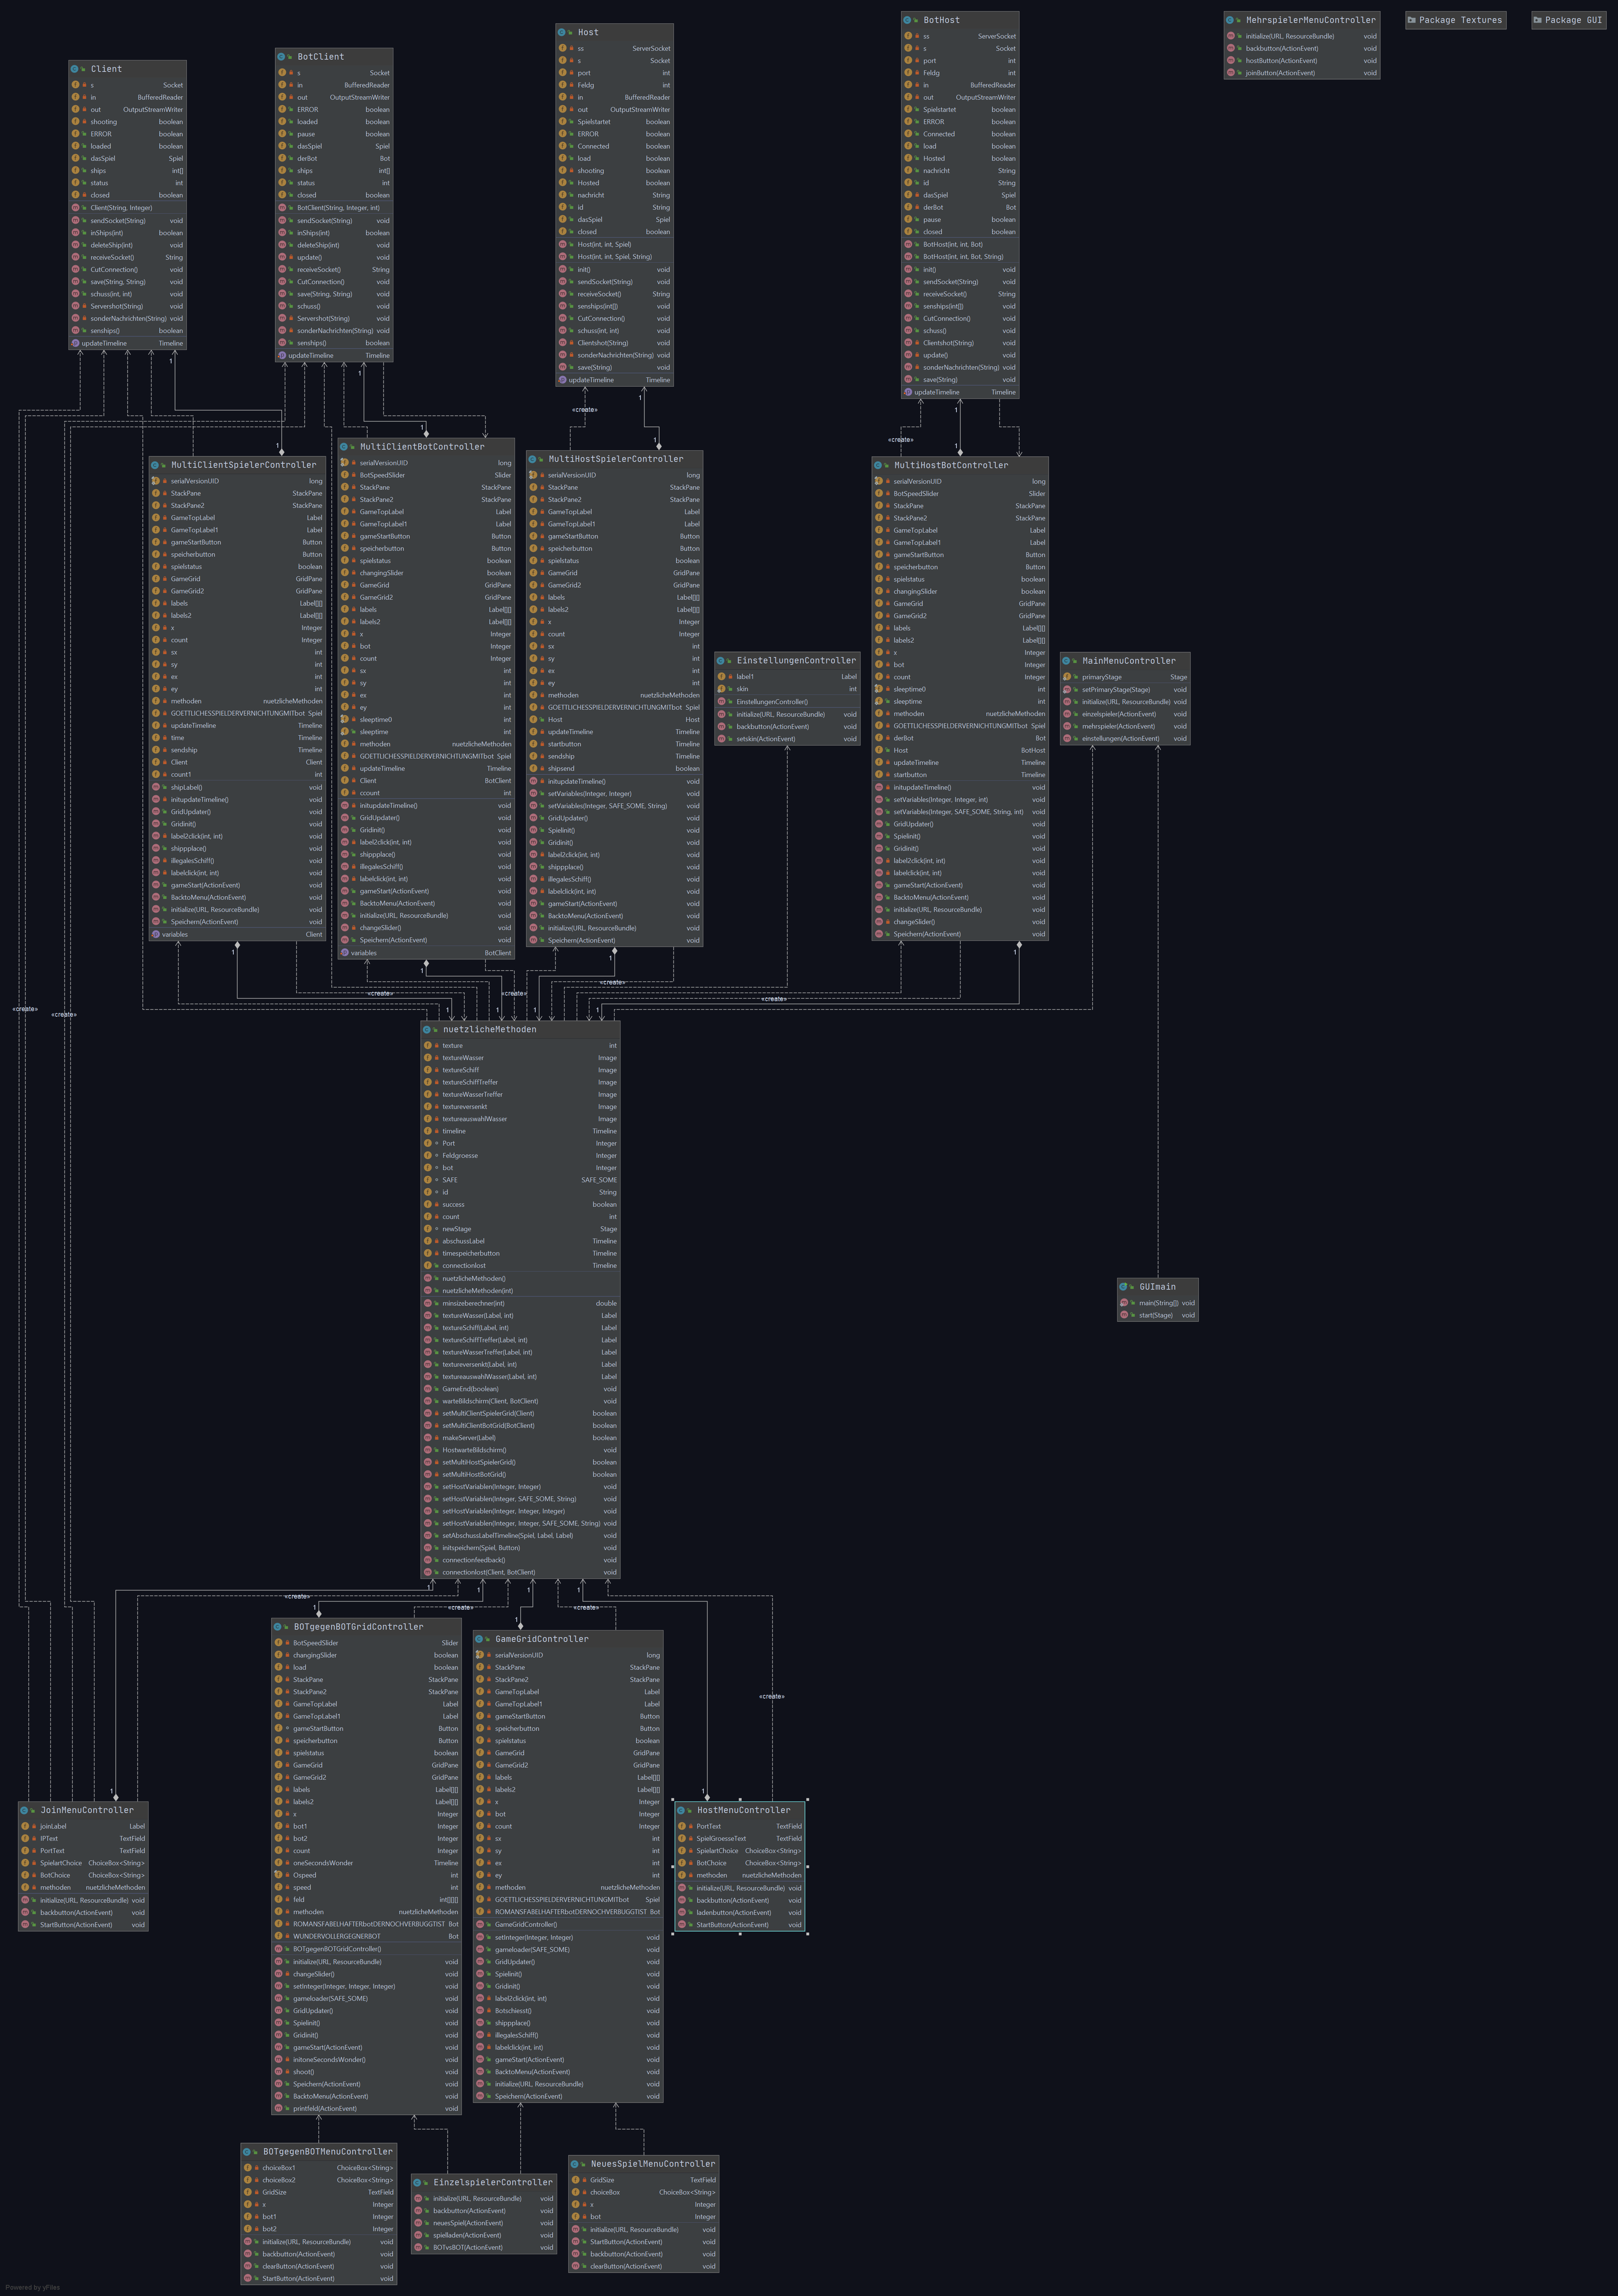 Client
s Socket
in BufferedReader
out OutputStreamWriter
shooting boolean
ERROR boolean
loaded boolean
dasSpiel Spiel
ships int[]
status int
closed boolean
Client(String, Integer)
sendSocket(String) void
inShips(int) boolean
deleteShip(int) void
receiveSocket() String
CutConnection() void
save(String, String) void
schuss(int, int) void
Servershot(String) void
sonderNachrichten(String) void
senships() boolean
updateTimeline Timeline
BotClient
s Socket
in BufferedReader
out OutputStreamWriter
ERROR boolean
loaded boolean
pause boolean
dasSpiel Spiel
derBot Bot
ships int[]
status int
closed boolean
BotClient(String, Integer, int)
sendSocket(String) void
inShips(int) boolean
deleteShip(int) void
update() void
receiveSocket() String
CutConnection() void
save(String, String) void
schuss() void
Servershot(String) void
sonderNachrichten(String) void
senships() boolean
updateTimeline Timeline
Host
ss ServerSocket
s Socket
port int
Feldg int
in BufferedReader
out OutputStreamWriter
Spielstartet boolean
ERROR boolean
Connected boolean
load boolean
shooting boolean
Hosted boolean
nachricht String
id String
dasSpiel Spiel
closed boolean
Host(int, int, Spiel)
Host(int, int, Spiel, String)
init() void
sendSocket(String) void
receiveSocket() String
senships(int[]) void
CutConnection() void
schuss(int, int) void
Clientshot(String) void
sonderNachrichten(String) void
save(String) void
updateTimeline Timeline
BotHost
ss ServerSocket
s Socket
port int
Feldg int
in BufferedReader
out OutputStreamWriter
Spielstartet boolean
ERROR boolean
Connected boolean
load boolean
Hosted boolean
nachricht String
id String
dasSpiel Spiel
derBot Bot
pause boolean
closed boolean
BotHost(int, int, Bot)
BotHost(int, int, Bot, String)
init() void
sendSocket(String) void
receiveSocket() String
senships(int[]) void
CutConnection() void
schuss() void
Clientshot(String) void
update() void
sonderNachrichten(String) void
save(String) void
updateTimeline Timeline
MehrspielerMenuController
initialize(URL, ResourceBundle) void
backbutton(ActionEvent) void
hostButton(ActionEvent) void
joinButton(ActionEvent) void
Package Textures
Package GUI
MultiClientSpielerController
serialVersionUID long
StackPane StackPane
StackPane2 StackPane
GameTopLabel Label
GameTopLabel1 Label
gameStartButton Button
speicherbutton Button
spielstatus boolean
GameGrid GridPane
GameGrid2 GridPane
labels Label[][]
labels2 Label[][]
x Integer
count Integer
sx int
sy int
ex int
ey int
methoden nuetzlicheMethoden
GOETTLICHESSPIELDERVERNICHTUNGMITbot Spiel
updateTimeline Timeline
time Timeline
sendship Timeline
Client Client
count1 int
shipLabel() void
initupdateTimeline() void
GridUpdater() void
Gridinit() void
label2click(int, int) void
shippplace() void
illegalesSchiff() void
labelclick(int, int) void
gameStart(ActionEvent) void
BacktoMenu(ActionEvent) void
initialize(URL, ResourceBundle) void
Speichern(ActionEvent) void
variables Client
MultiClientBotController
serialVersionUID long
BotSpeedSlider Slider
StackPane StackPane
StackPane2 StackPane
GameTopLabel Label
GameTopLabel1 Label
gameStartButton Button
speicherbutton Button
spielstatus boolean
changingSlider boolean
GameGrid GridPane
GameGrid2 GridPane
labels Label[][]
labels2 Label[][]
x Integer
bot Integer
count Integer
sx int
sy int
ex int
ey int
sleeptime0 int
sleeptime int
methoden nuetzlicheMethoden
GOETTLICHESSPIELDERVERNICHTUNGMITbot Spiel
updateTimeline Timeline
Client BotClient
ccount int
initupdateTimeline() void
GridUpdater() void
Gridinit() void
label2click(int, int) void
shippplace() void
illegalesSchiff() void
labelclick(int, int) void
gameStart(ActionEvent) void
BacktoMenu(ActionEvent) void
initialize(URL, ResourceBundle) void
changeSlider() void
Speichern(ActionEvent) void
variables BotClient
MultiHostSpielerController
serialVersionUID long
StackPane StackPane
StackPane2 StackPane
GameTopLabel Label
GameTopLabel1 Label
gameStartButton Button
speicherbutton Button
spielstatus boolean
GameGrid GridPane
GameGrid2 GridPane
labels Label[][]
labels2 Label[][]
x Integer
count Integer
sx int
sy int
ex int
ey int
methoden nuetzlicheMethoden
GOETTLICHESSPIELDERVERNICHTUNGMITbot Spiel
Host Host
updateTimeline Timeline
startbutton Timeline
sendship Timeline
shipsend boolean
initupdateTimeline() void
setVariables(Integer, Integer) void
setVariables(Integer, SAFE_SOME, String) void
GridUpdater() void
Spielinit() void
Gridinit() void
label2click(int, int) void
shippplace() void
illegalesSchiff() void
labelclick(int, int) void
gameStart(ActionEvent) void
BacktoMenu(ActionEvent) void
initialize(URL, ResourceBundle) void
Speichern(ActionEvent) void
EinstellungenController
label1 Label
skin int
EinstellungenController()
initialize(URL, ResourceBundle) void
backbutton(ActionEvent) void
setskin(ActionEvent) void
MultiHostBotController
serialVersionUID long
BotSpeedSlider Slider
StackPane StackPane
StackPane2 StackPane
GameTopLabel Label
GameTopLabel1 Label
gameStartButton Button
speicherbutton Button
spielstatus boolean
changingSlider boolean
GameGrid GridPane
GameGrid2 GridPane
labels Label[][]
labels2 Label[][]
x Integer
bot Integer
count Integer
sleeptime0 int
sleeptime int
methoden nuetzlicheMethoden
GOETTLICHESSPIELDERVERNICHTUNGMITbot Spiel
derBot Bot
Host BotHost
updateTimeline Timeline
startbutton Timeline
initupdateTimeline() void
setVariables(Integer, Integer, int) void
setVariables(Integer, SAFE_SOME, String, int) void
GridUpdater() void
Spielinit() void
Gridinit() void
label2click(int, int) void
labelclick(int, int) void
gameStart(ActionEvent) void
BacktoMenu(ActionEvent) void
initialize(URL, ResourceBundle) void
changeSlider() void
Speichern(ActionEvent) void
MainMenuController
primaryStage Stage
setPrimaryStage(Stage) void
initialize(URL, ResourceBundle) void
einzelspieler(ActionEvent) void
mehrspieler(ActionEvent) void
einstellungen(ActionEvent) void
nuetzlicheMethoden
texture int
textureWasser Image
textureSchiff Image
textureSchiffTreffer Image
textureWasserTreffer Image
textureversenkt Image
textureauswahlWasser Image
timeline Timeline
Port Integer
Feldgroesse Integer
bot Integer
SAFE SAFE_SOME
id String
success boolean
count int
newStage Stage
abschussLabel Timeline
timespeicherbutton Timeline
connectionlost Timeline
nuetzlicheMethoden()
nuetzlicheMethoden(int)
minsizeberechner(int) double
textureWasser(Label, int) Label
textureSchiff(Label, int) Label
textureSchiffTreffer(Label, int) Label
textureWasserTreffer(Label, int) Label
textureversenkt(Label, int) Label
textureauswahlWasser(Label, int) Label
GameEnd(boolean) void
warteBildschirm(Client, BotClient) void
setMultiClientSpielerGrid(Client) boolean
setMultiClientBotGrid(BotClient) boolean
makeServer(Label) boolean
HostwarteBildschirm() void
setMultiHostSpielerGrid() boolean
setMultiHostBotGrid() boolean
setHostVariablen(Integer, Integer) void
setHostVariablen(Integer, SAFE_SOME, String) void
setHostVariablen(Integer, Integer, Integer) void
setHostVariablen(Integer, Integer, SAFE_SOME, String) void
setAbschussLabelTimeline(Spiel, Label, Label) void
initspeichern(Spiel, Button) void
connectionfeedback() void
connectionlost(Client, BotClient) void
GUImain
main(String[]) void
start(Stage) void
BOTgegenBOTGridController
BotSpeedSlider Slider
changingSlider boolean
load boolean
StackPane StackPane
StackPane2 StackPane
GameTopLabel Label
GameTopLabel1 Label
gameStartButton Button
speicherbutton Button
spielstatus boolean
GameGrid GridPane
GameGrid2 GridPane
labels Label[][]
labels2 Label[][]
x Integer
bot1 Integer
bot2 Integer
count Integer
oneSecondsWonder Timeline
Ospeed int
speed int
feld int[][][]
methoden nuetzlicheMethoden
ROMANSFABELHAFTERbotDERNOCHVERBUGGTIST Bot
WUNDERVOLLERGEGNERBOT Bot
BOTgegenBOTGridController()
initialize(URL, ResourceBundle) void
changeSlider() void
setInteger(Integer, Integer, Integer) void
gameloader(SAFE_SOME) void
GridUpdater() void
Spielinit() void
Gridinit() void
gameStart(ActionEvent) void
initoneSecondsWonder() void
shoot() void
Speichern(ActionEvent) void
BacktoMenu(ActionEvent) void
printfeld(ActionEvent) void
GameGridController
serialVersionUID long
StackPane StackPane
StackPane2 StackPane
GameTopLabel Label
GameTopLabel1 Label
gameStartButton Button
speicherbutton Button
spielstatus boolean
GameGrid GridPane
GameGrid2 GridPane
labels Label[][]
labels2 Label[][]
x Integer
bot Integer
count Integer
sx int
sy int
ex int
ey int
methoden nuetzlicheMethoden
GOETTLICHESSPIELDERVERNICHTUNGMITbot Spiel
ROMANSFABELHAFTERbotDERNOCHVERBUGGTIST Bot
GameGridController()
setInteger(Integer, Integer) void
gameloader(SAFE_SOME) void
GridUpdater() void
Spielinit() void
Gridinit() void
label2click(int, int) void
Botschiesst() void
shippplace() void
illegalesSchiff() void
labelclick(int, int) void
gameStart(ActionEvent) void
BacktoMenu(ActionEvent) void
initialize(URL, ResourceBundle) void
Speichern(ActionEvent) void
JoinMenuController
joinLabel Label
IPText TextField
PortText TextField
SpielartChoice ChoiceBox<String>
BotChoice ChoiceBox<String>
methoden nuetzlicheMethoden
initialize(URL, ResourceBundle) void
backbutton(ActionEvent) void
StartButton(ActionEvent) void
HostMenuController
PortText TextField
SpielGroesseText TextField
SpielartChoice ChoiceBox<String>
BotChoice ChoiceBox<String>
methoden nuetzlicheMethoden
initialize(URL, ResourceBundle) void
backbutton(ActionEvent) void
ladenbutton(ActionEvent) void
StartButton(ActionEvent) void
BOTgegenBOTMenuController
choiceBox1 ChoiceBox<String>
choiceBox2 ChoiceBox<String>
GridSize TextField
x Integer
bot1 Integer
bot2 Integer
initialize(URL, ResourceBundle) void
backbutton(ActionEvent) void
clearButton(ActionEvent) void
StartButton(ActionEvent) void
EinzelspielerController
initialize(URL, ResourceBundle) void
backbutton(ActionEvent) void
neuesSpiel(ActionEvent) void
spielladen(ActionEvent) void
BOTvsBOT(ActionEvent) void
NeuesSpielMenuController
GridSize TextField
choiceBox ChoiceBox<String>
x Integer
bot Integer
initialize(URL, ResourceBundle) void
StartButton(ActionEvent) void
backbutton(ActionEvent) void
clearButton(ActionEvent) void
«create»
«create»
«create»
«create»
«create»
«create»
«create»
«create»
«create»
«create»
«create»
«create»
Powered by yFiles